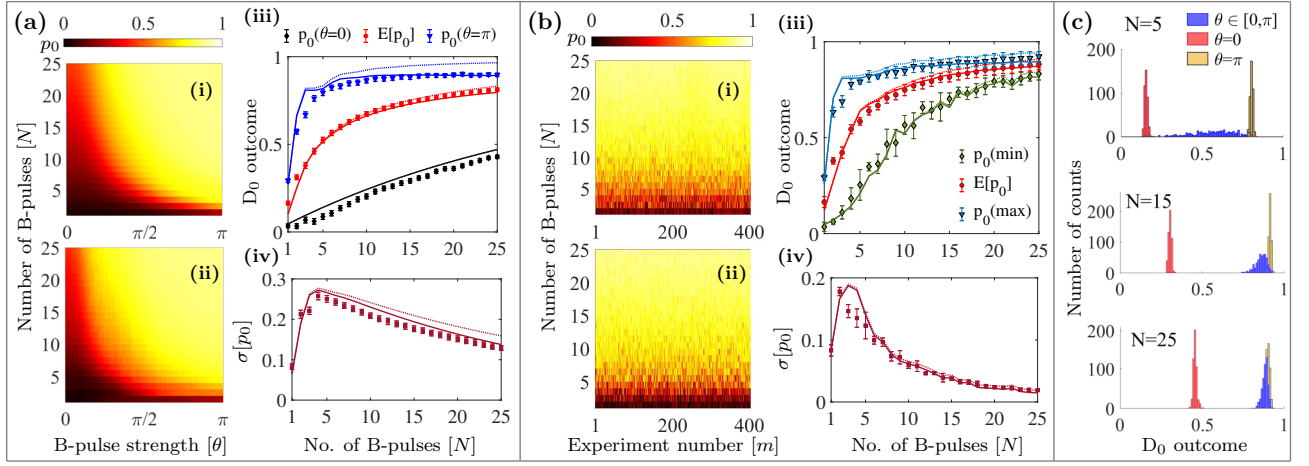 (a)
0 0.5 1
p₀
Number of B-pulses [N]
25
20
15
10
5
(i)
0 π/2 π
25
20
15
10
5
(ii)
0 π/2 π
B-pulse strength [θ]
(iii)
p₀(θ=0) E[p₀] p₀(θ=π)
D₀ outcome
1
0.5
0
1 5 10 15 20 25
(iv)
σ[p₀]
0.3
0.2
0.1
0
1 5 10 15 20 25
No. of B-pulses [N]
(b)
0 0.5 1
p₀
Number of B-pulses [N]
25
20
15
10
5
(i)
1 200 400
25
20
15
10
5
(ii)
1 200 400
Experiment number [m]
(iii)
D₀ outcome
1
0.5
0
p₀(min)
E[p₀]
p₀(max)
1 5 10 15 20 25
(iv)
σ[p₀]
0.2
0.1
0
1 5 10 15 20 25
No. of B-pulses [N]
(c)
N=5
θ∈[0,π]
θ=0
θ=π
Number of counts
200
100
0
0 0.5 1
N=15
200
100
0
0 0.5 1
N=25
200
100
0
0 0.5 1
D₀ outcome